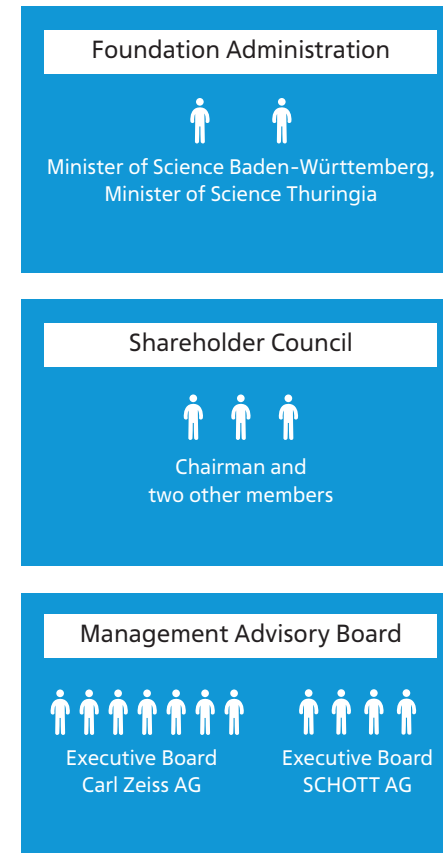 Foundation Administration
Minister of Science Baden-Württemberg,
Minister of Science Thuringia
Shareholder Council
Chairman and
two other members
Management Advisory Board
Executive Board
Carl Zeiss AG
Executive Board
SCHOTT AG